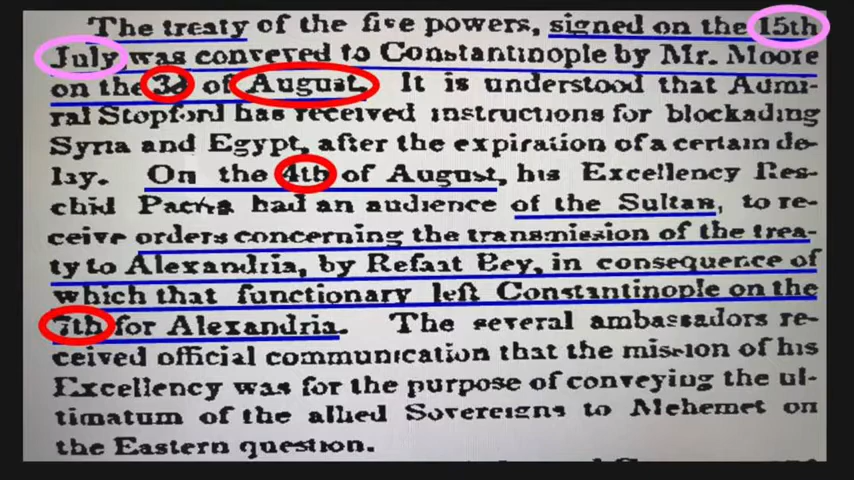 The treaty of the five powers, signed on the 15th
July was conveyed to Constantinople by Mr. Moore
on the 3d of August. It is understood that Admi-
ral Stopford has received instructions for blockading
Syria and Egypt, after the expiration of a certain de-
lay. On the 4th of August, his Excellency Res-
chid Pacha had an audience of the Sultan, to re-
ceive orders concerning the transmission of the trea-
ty to Alexandria, by Refaat Bey, in consequence of
which that functionary left Constantinople on the
7th for Alexandria. The several ambassadors re-
ceived official communication that the mission of his
Excellency was for the purpose of conveying the ul-
timatum of the allied Sovereigns to Mehemet on
the Eastern question.